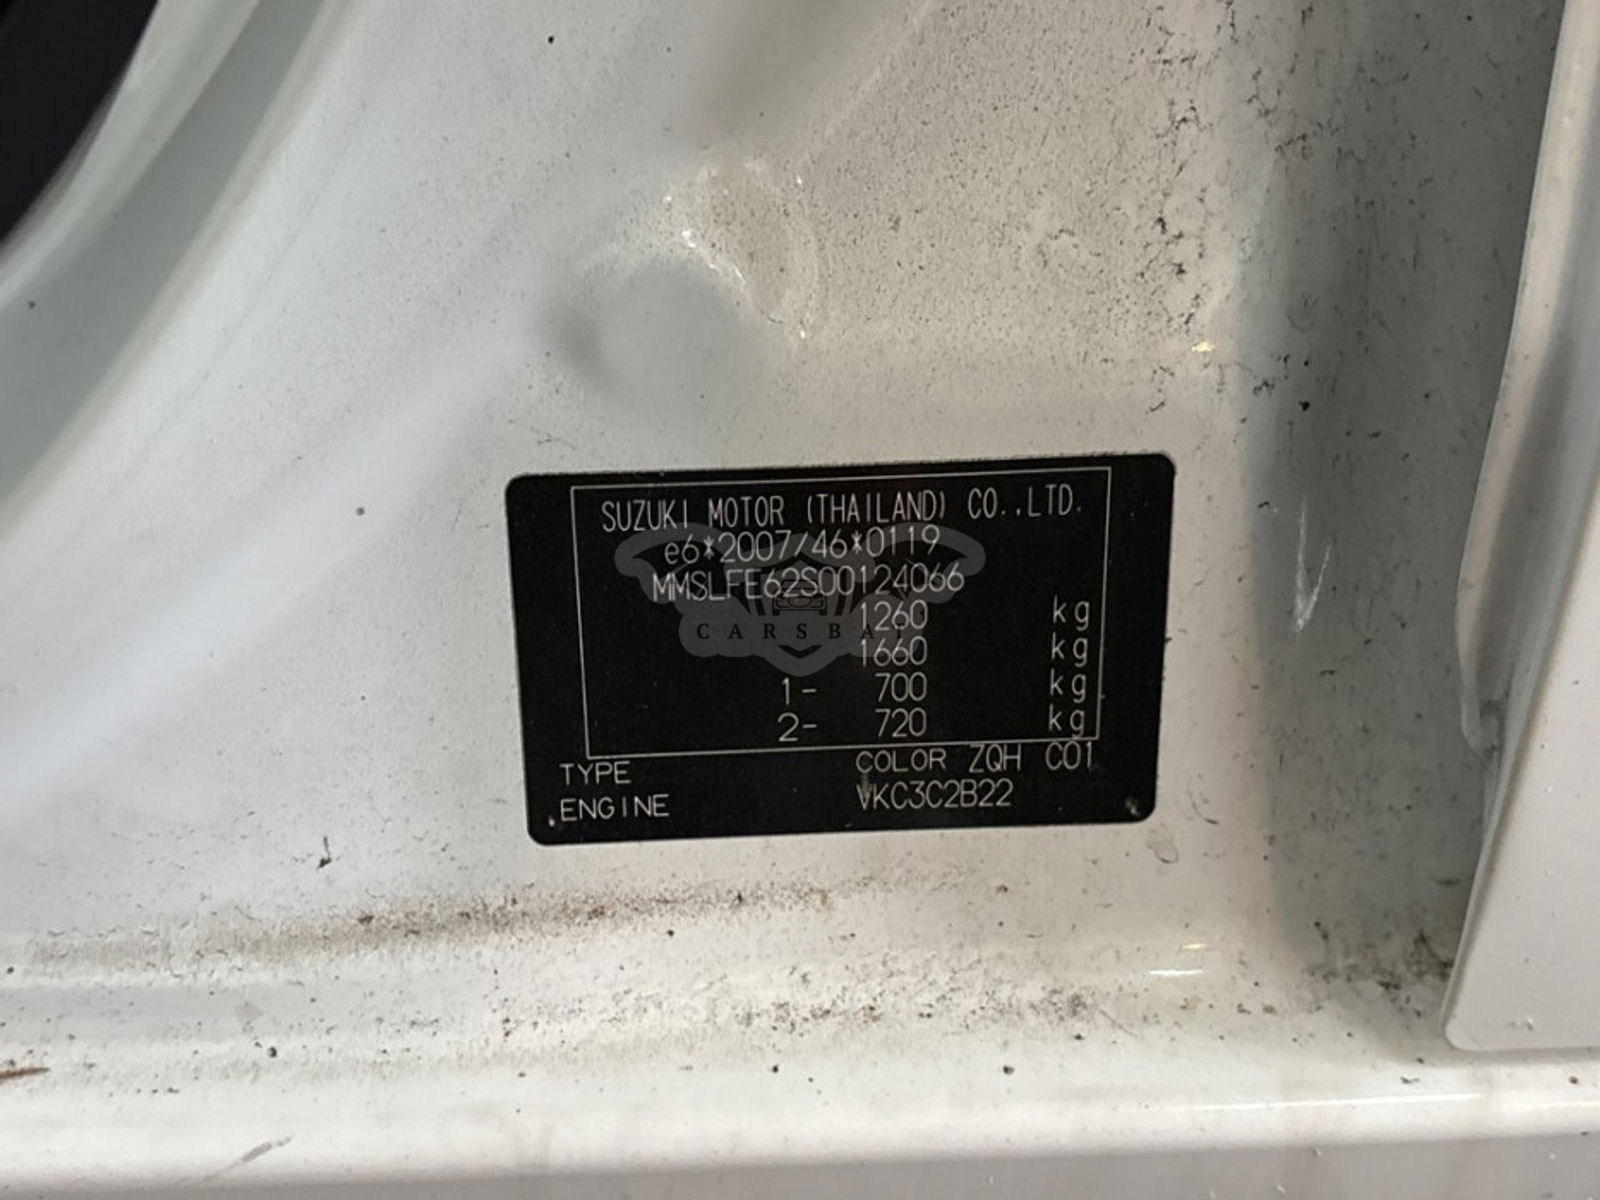 SUZUKI MOTOR (THAILAND) CO.,LTD.
e6*2007/46*0119
MMSLFE62S00124066
1260 kg
CARSBA
1660 kg
1- 700 kg
2- 720 kg
TYPE COLOR ZQH C01
ENGINE VKC3C2B22